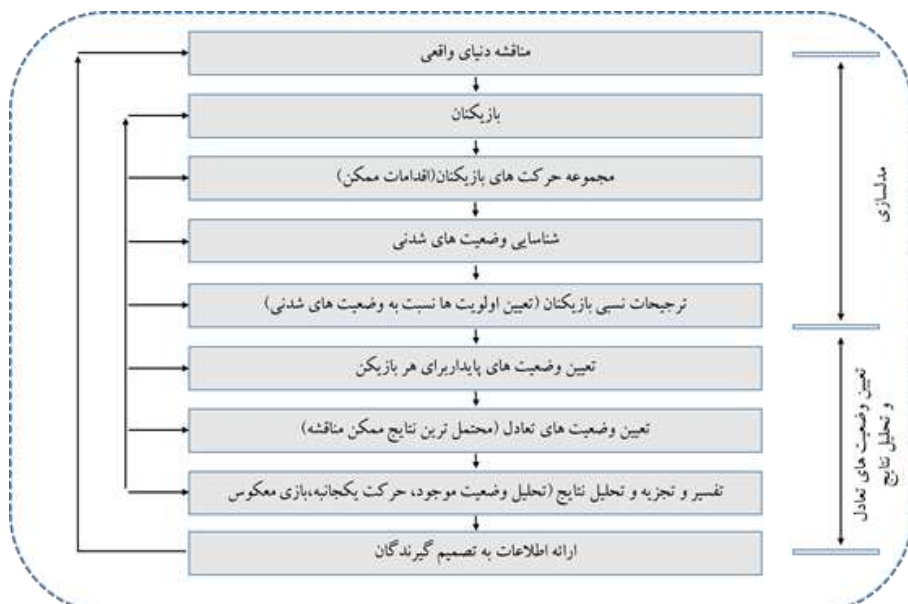 مناقشه دنیای واقعی
بازیکنان
مجموعه حرکت های بازیکنان(اقدامات ممکن)
شناسایی وضعیت های شدنی
ترجیحات نسبی بازیکنان (تعیین اولویت ها نسبت به وضعیت های شدنی)
تعیین وضعیت های پایداربرای هر بازیکن
تعیین وضعیت های تعادل (محتمل ترین نتایج ممکن مناقشه)
تفسیر و تجزیه و تحلیل نتایج (تحلیل وضعیت موجود، حرکت یکجانبه،بازی معکوس
ارائه اطلاعات به تصمیم گیرندگان
مدلسازی
تعیین وضعیت های تعادل
و تحلیل نتایج